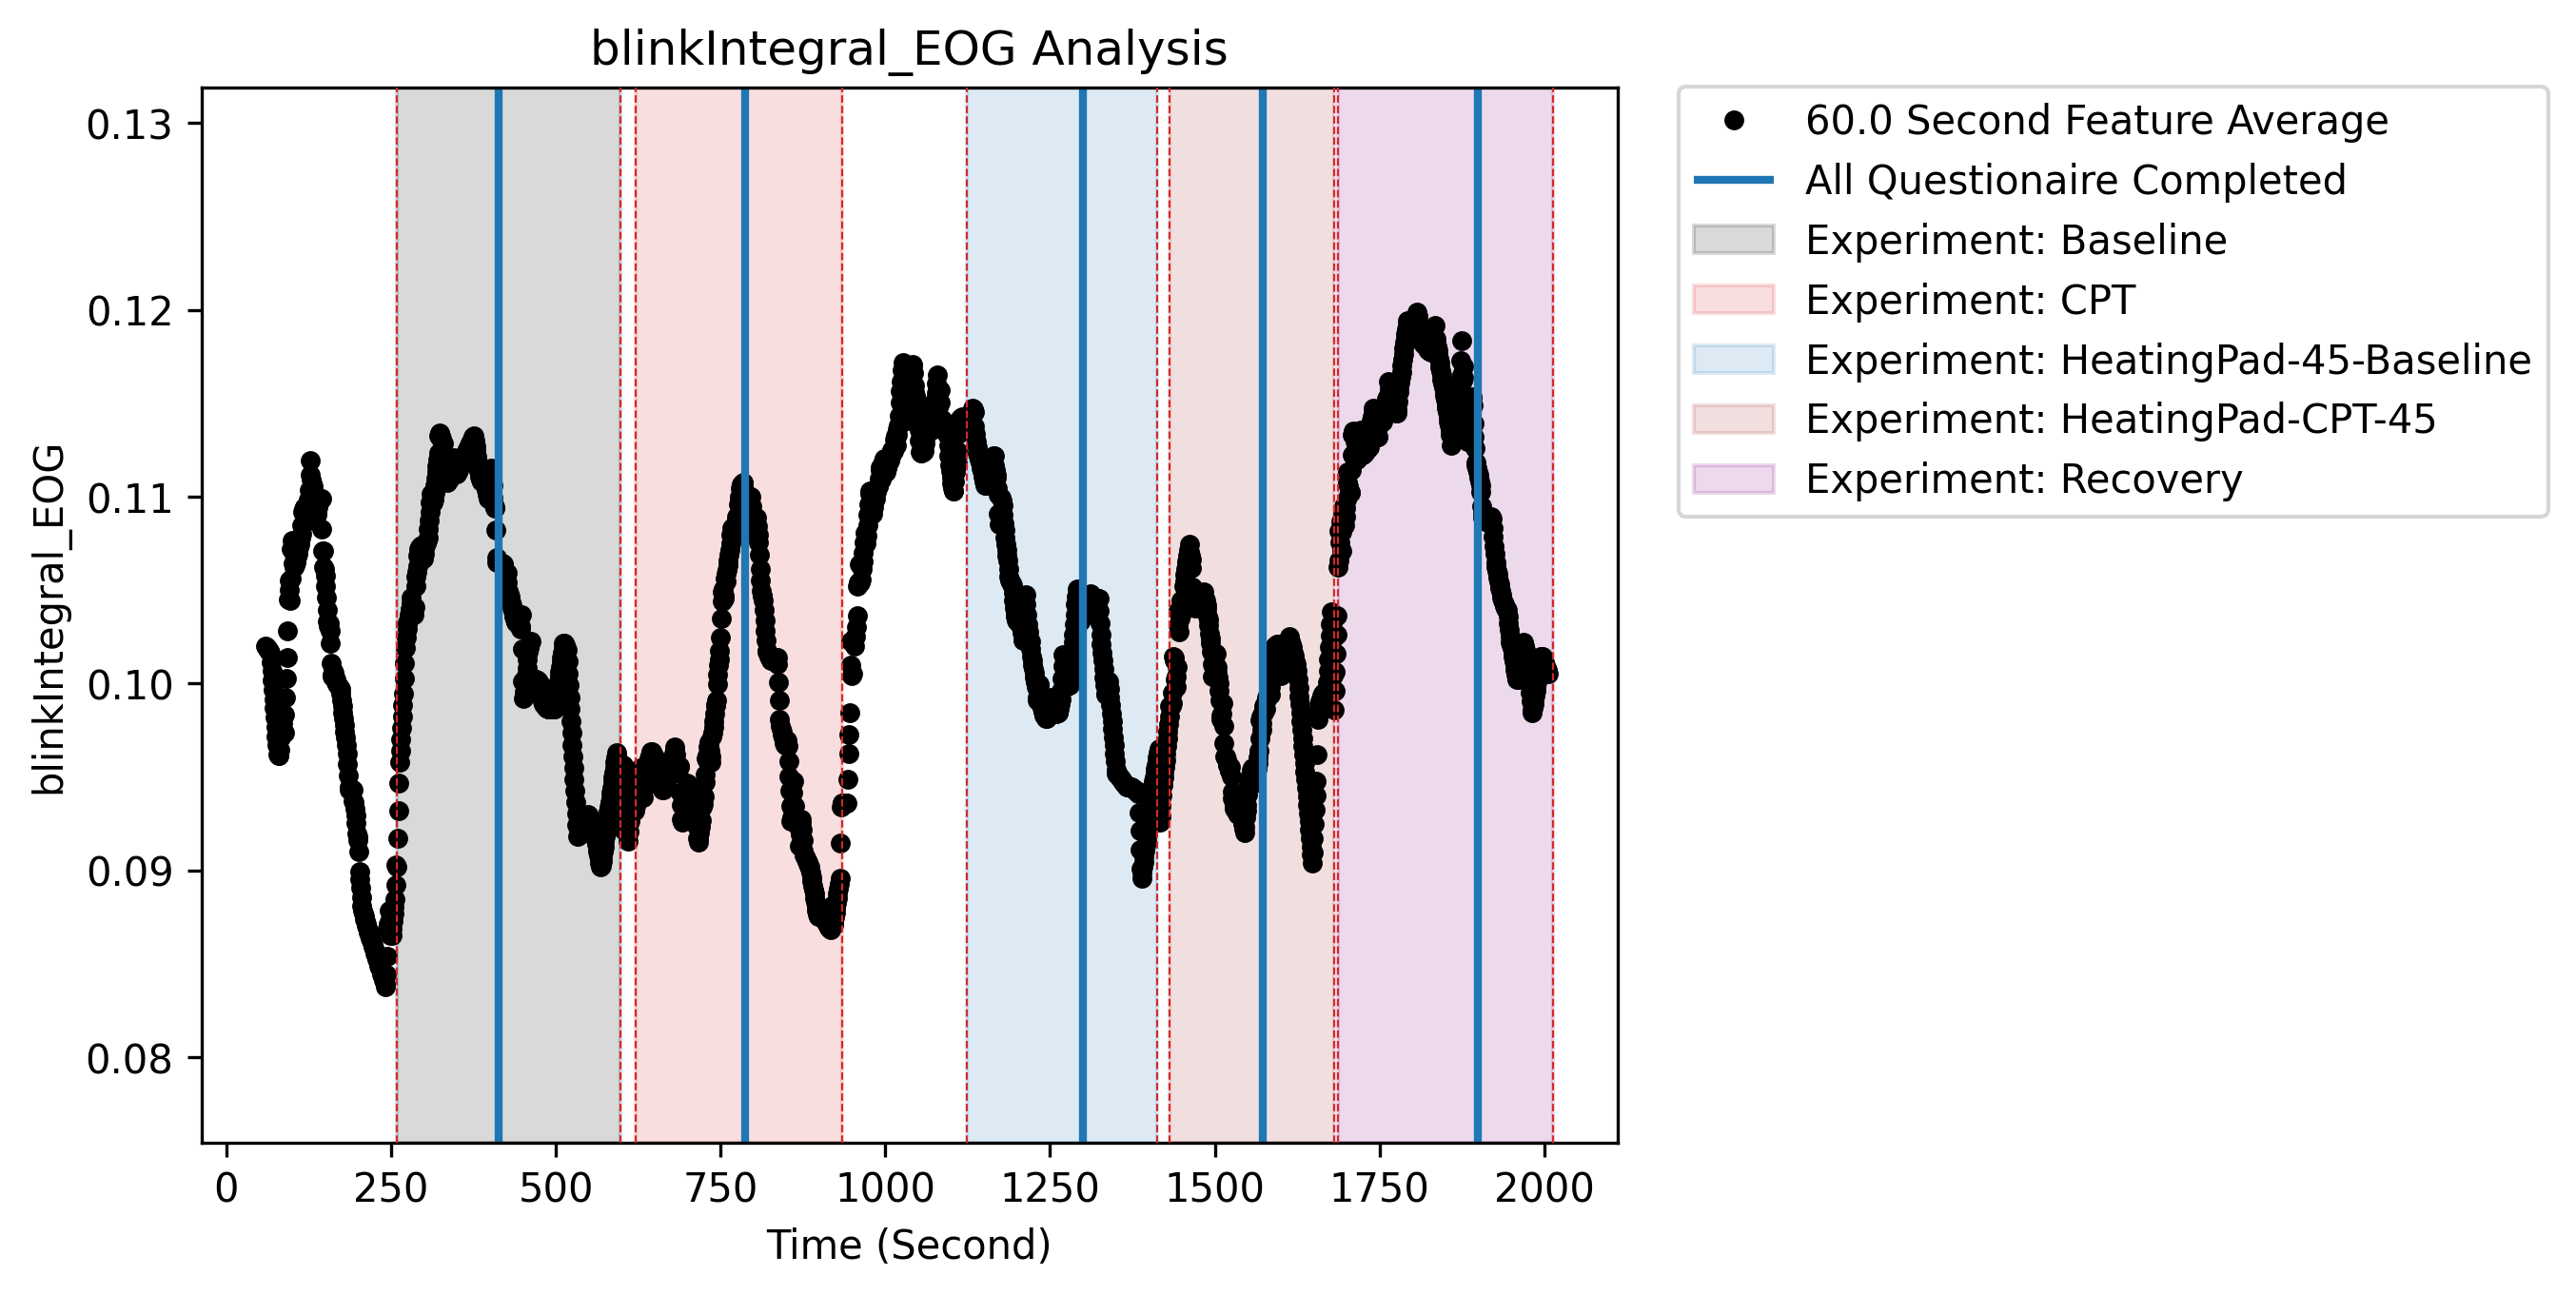 blinkIntegral_EOG Analysis
0.13
0.12
0.11
0.10
0.09
0.08
blinkIntegral_EOG
0 250 500 750 1000 1250 1500 1750 2000
Time (Second)
60.0 Second Feature Average
All Questionaire Completed
Experiment: Baseline
Experiment: CPT
Experiment: HeatingPad-45-Baseline
Experiment: HeatingPad-CPT-45
Experiment: Recovery